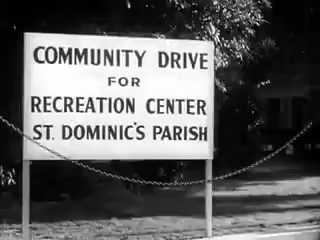 COMMUNITY DRIVE
FOR
RECREATION CENTER
ST. DOMINIC'S PARISH